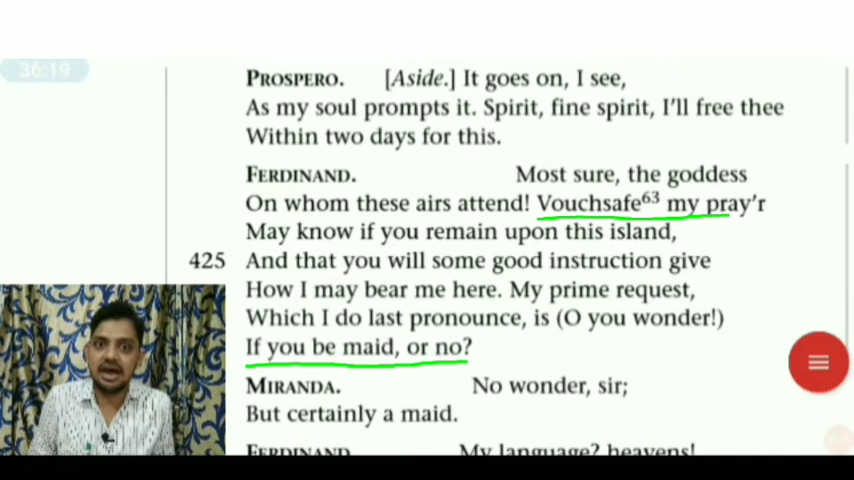 36:19
PROSPERO. [Aside.] It goes on, I see,
As my soul prompts it. Spirit, fine spirit, I'll free thee
Within two days for this.
FERDINAND. Most sure, the goddess
On whom these airs attend! Vouchsafe63 my pray'r
May know if you remain upon this island,
425 And that you will some good instruction give
How I may bear me here. My prime request,
Which I do last pronounce, is (O you wonder!)
If you be maid, or no?
MIRANDA. No wonder, sir;
But certainly a maid.
FERDINAND. My language? heavens!